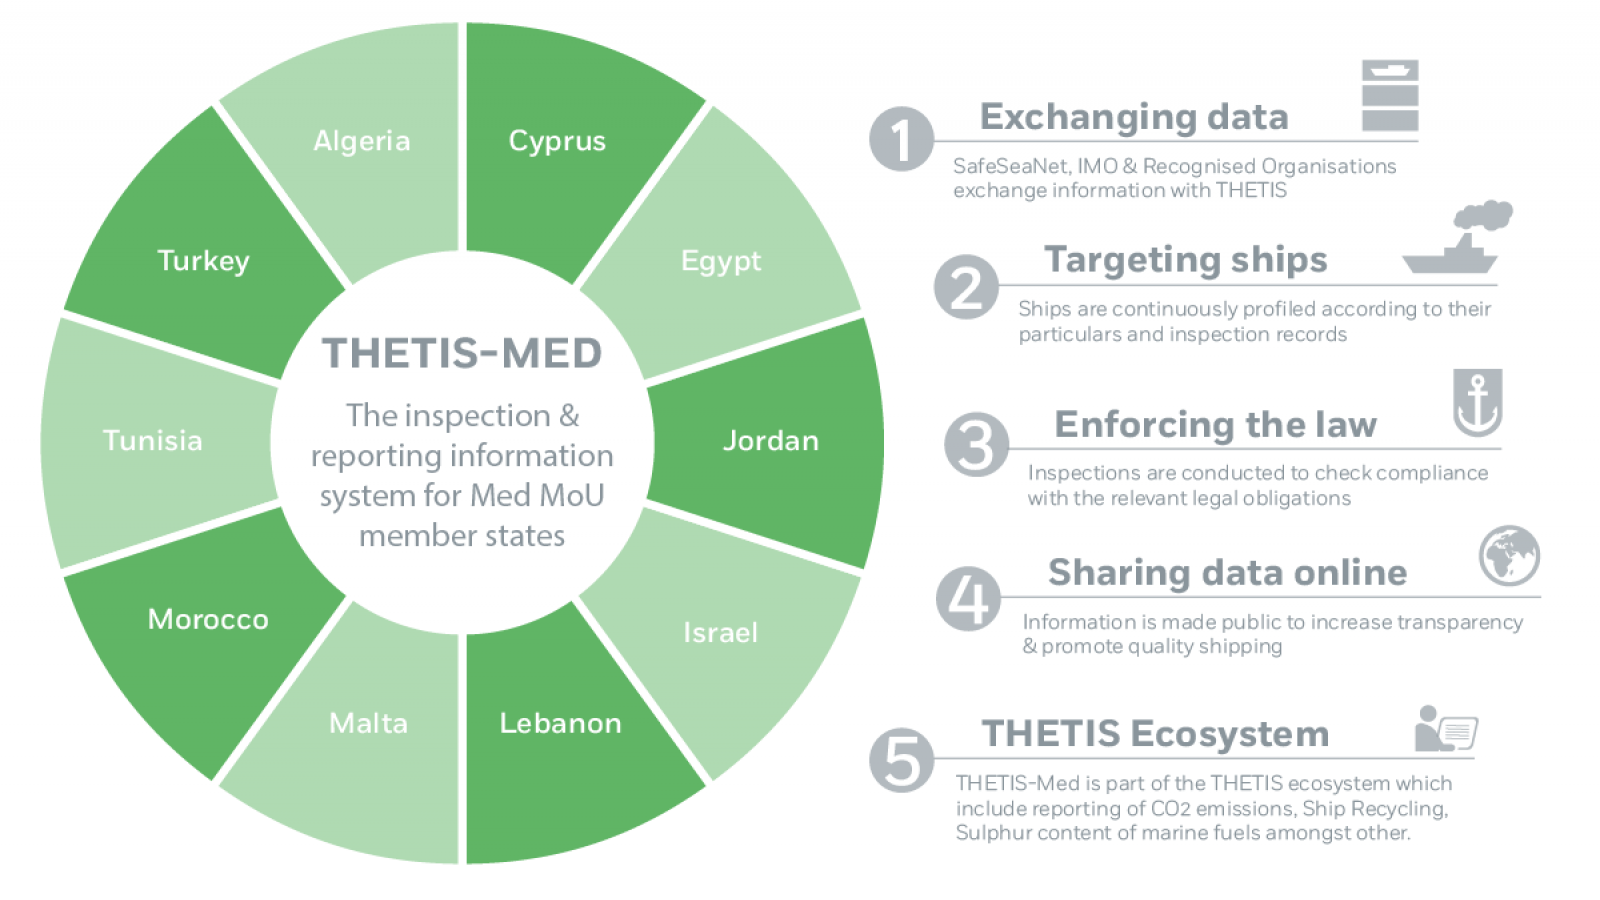 Algeria
Cyprus
Turkey
Egypt
Tunisia
Jordan
Morocco
Israel
Malta
Lebanon
THETIS-MED
The inspection &
reporting information
system for Med MoU
member states
1
Exchanging data
SafeSeaNet, IMO & Recognised Organisations
exchange information with THETIS
2
Targeting ships
Ships are continuously profiled according to their
particulars and inspection records
3
Enforcing the law
Inspections are conducted to check compliance
with the relevant legal obligations
4
Sharing data online
Information is made public to increase transparency
& promote quality shipping
5
THETIS Ecosystem
THETIS-Med is part of the THETIS ecosystem which
include reporting of CO2 emissions, Ship Recycling,
Sulphur content of marine fuels amongst other.